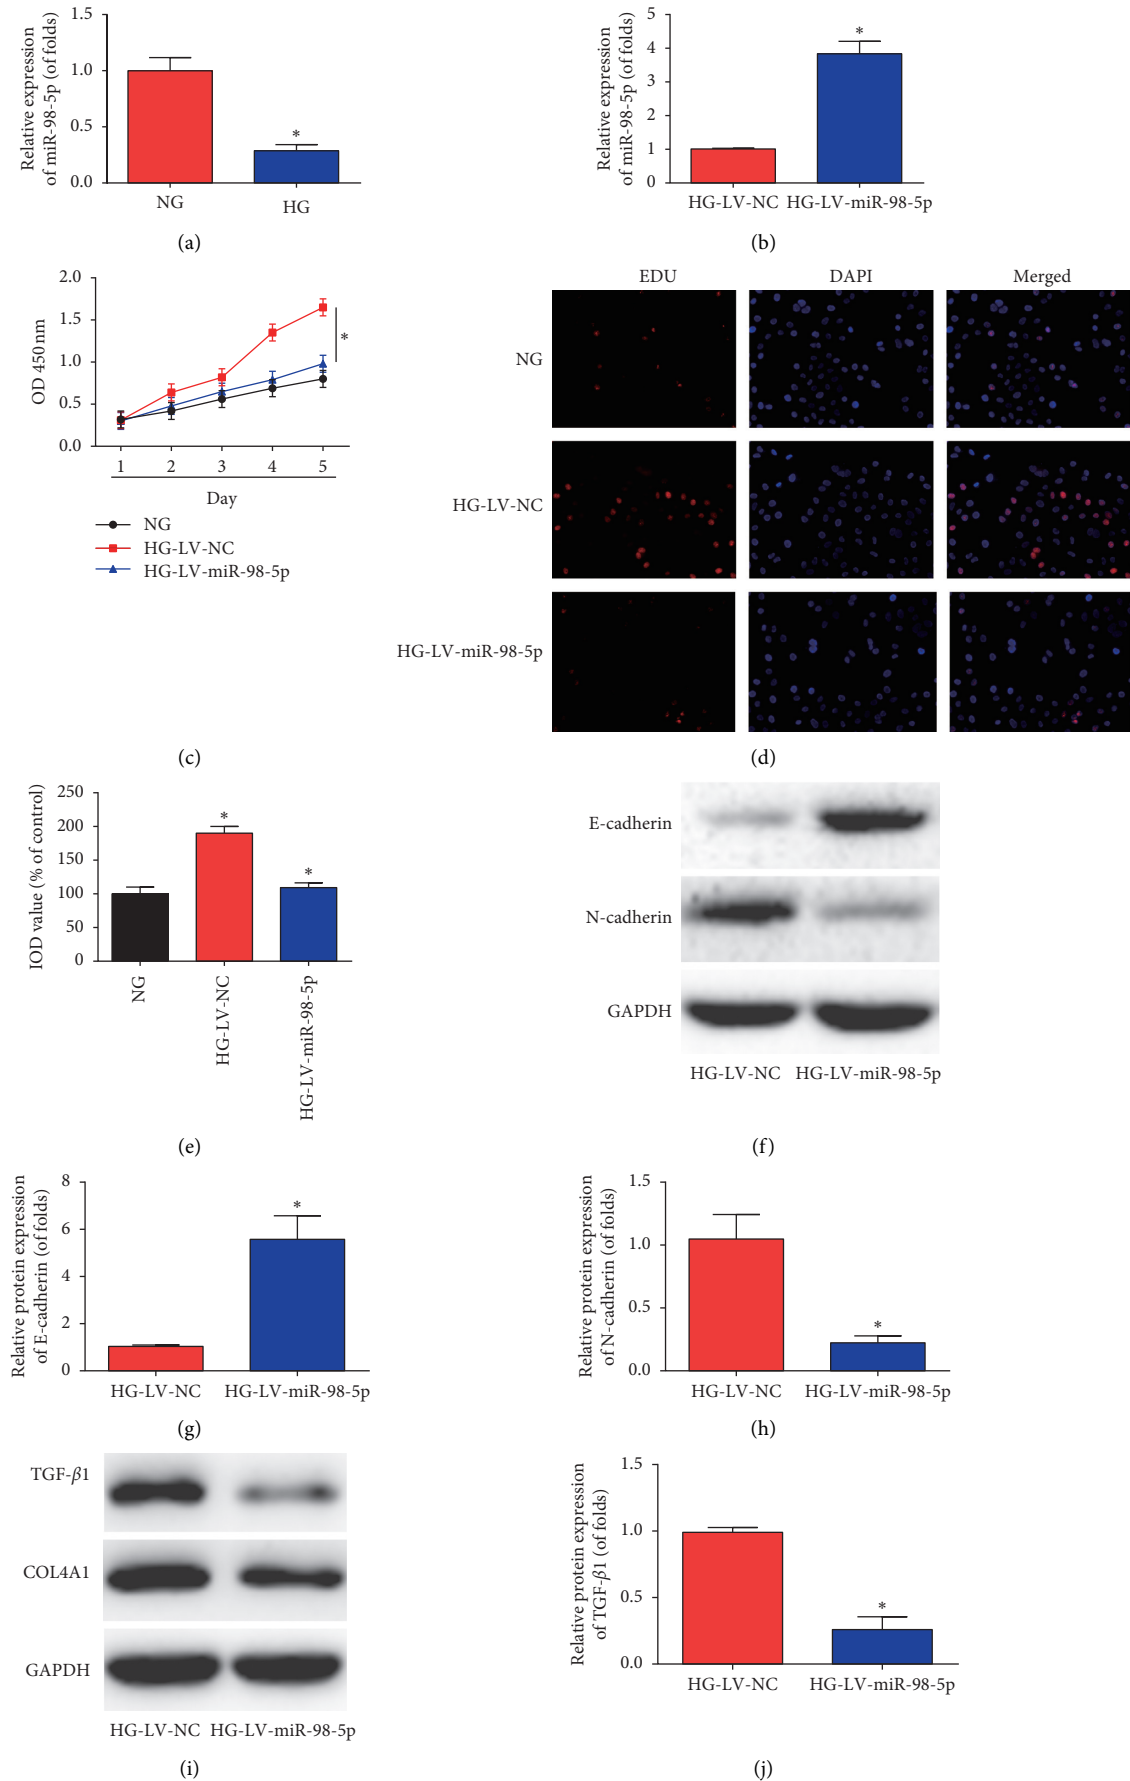 Relative expression
of miR-98-5p (of folds)
1.5
1.0
0.5
0.0
*
NG
HG
(a)
Relative expression
of miR-98-5p (of folds)
5
4
3
2
1
0
*
HG-LV-NC
HG-LV-miR-98-5p
(b)
OD 450 nm
2.0
1.5
1.0
0.5
0.0
*
1 2 3 4 5
Day
NG
HG-LV-NC
HG-LV-miR-98-5p
(c)
EDU
DAPI
Merged
NG
HG-LV-NC
HG-LV-miR-98-5p
(d)
IOD value (% of control)
250
200
150
100
50
0
*
*
NG
HG-LV-NC
HG-LV-miR-98-5p
(e)
E-cadherin
N-cadherin
GAPDH
HG-LV-NC
HG-LV-miR-98-5p
(f)
Relative protein expression
of E-cadherin (of folds)
8
6
4
2
0
*
HG-LV-NC
HG-LV-miR-98-5p
(g)
Relative protein expression
of N-cadherin (of folds)
1.5
1.0
0.5
0.0
*
HG-LV-NC
HG-LV-miR-98-5p
(h)
TGF-β1
COL4A1
GAPDH
HG-LV-NC
HG-LV-miR-98-5p
(i)
Relative protein expression
of TGF-β1 (of folds)
1.5
1.0
0.5
0.0
*
HG-LV-NC
HG-LV-miR-98-5p
(j)